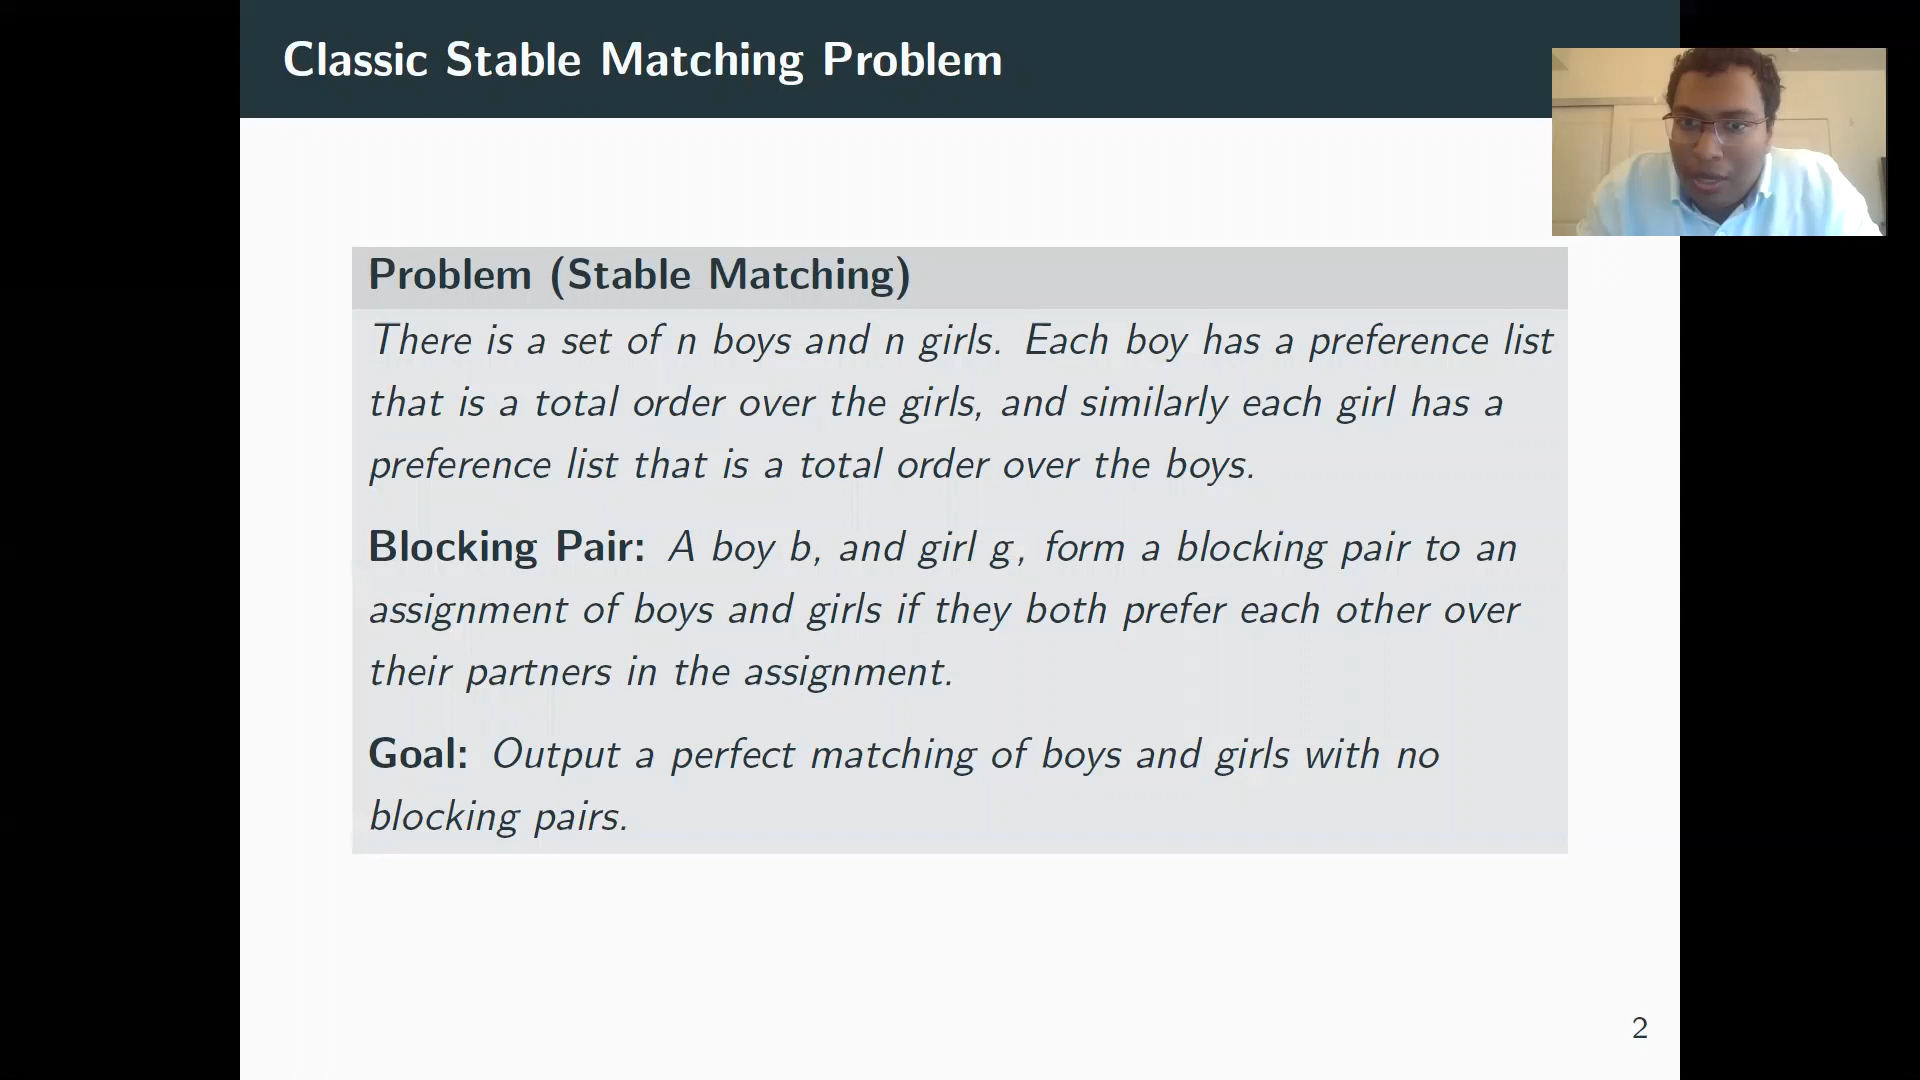 Classic Stable Matching Problem
Problem (Stable Matching)
There is a set of n boys and n girls. Each boy has a preference list
that is a total order over the girls, and similarly each girl has a
preference list that is a total order over the boys.
Blocking Pair: A boy b, and girl g, form a blocking pair to an
assignment of boys and girls if they both prefer each other over
their partners in the assignment.
Goal: Output a perfect matching of boys and girls with no
blocking pairs.
2